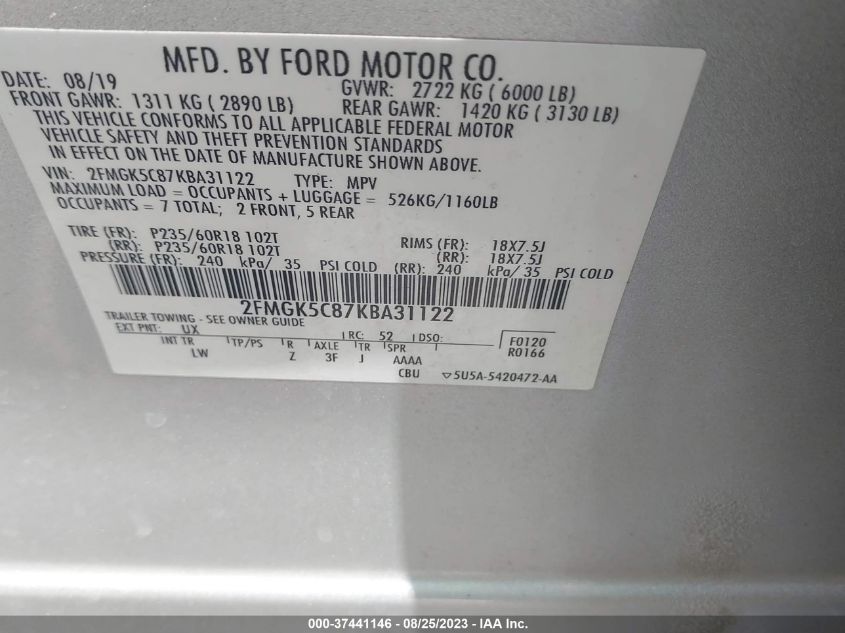 MFD. BY FORD MOTOR CO.
DATE: 08/19 GVWR: 2722 KG ( 6000 LB)
FRONT GAWR: 1311 KG ( 2890 LB) REAR GAWR: 1420 KG ( 3130 LB)
THIS VEHICLE CONFORMS TO ALL APPLICABLE FEDERAL MOTOR
VEHICLE SAFETY AND THEFT PREVENTION STANDARDS
IN EFFECT ON THE DATE OF MANUFACTURE SHOWN ABOVE.
VIN: 2FMGK5C87KBA31122 TYPE: MPV
MAXIMUM LOAD = OCCUPANTS + LUGGAGE = 526KG/1160LB
OCCUPANTS = 7 TOTAL; 2 FRONT, 5 REAR
TIRE (FR): P235/60R18 102T RIMS (FR): 18X7.5J
(RR): P235/60R18 102T (RR): 18X7.5J
PRESSURE (FR): 240 kPa/ 35 PSI COLD (RR): 240 kPa/ 35 PSI COLD
2FMGK5C87KBA31122
TRAILER TOWING - SEE OWNER GUIDE
EXT PNT: UX RC: 52 DSO: F0120
INT TR TP/PS R AXLE TR SPR R0166
LW Z 3F J AAAA
CBU ▽5U5A-5420472-AA
000-37441146 - 08/25/2023 - IAA Inc.